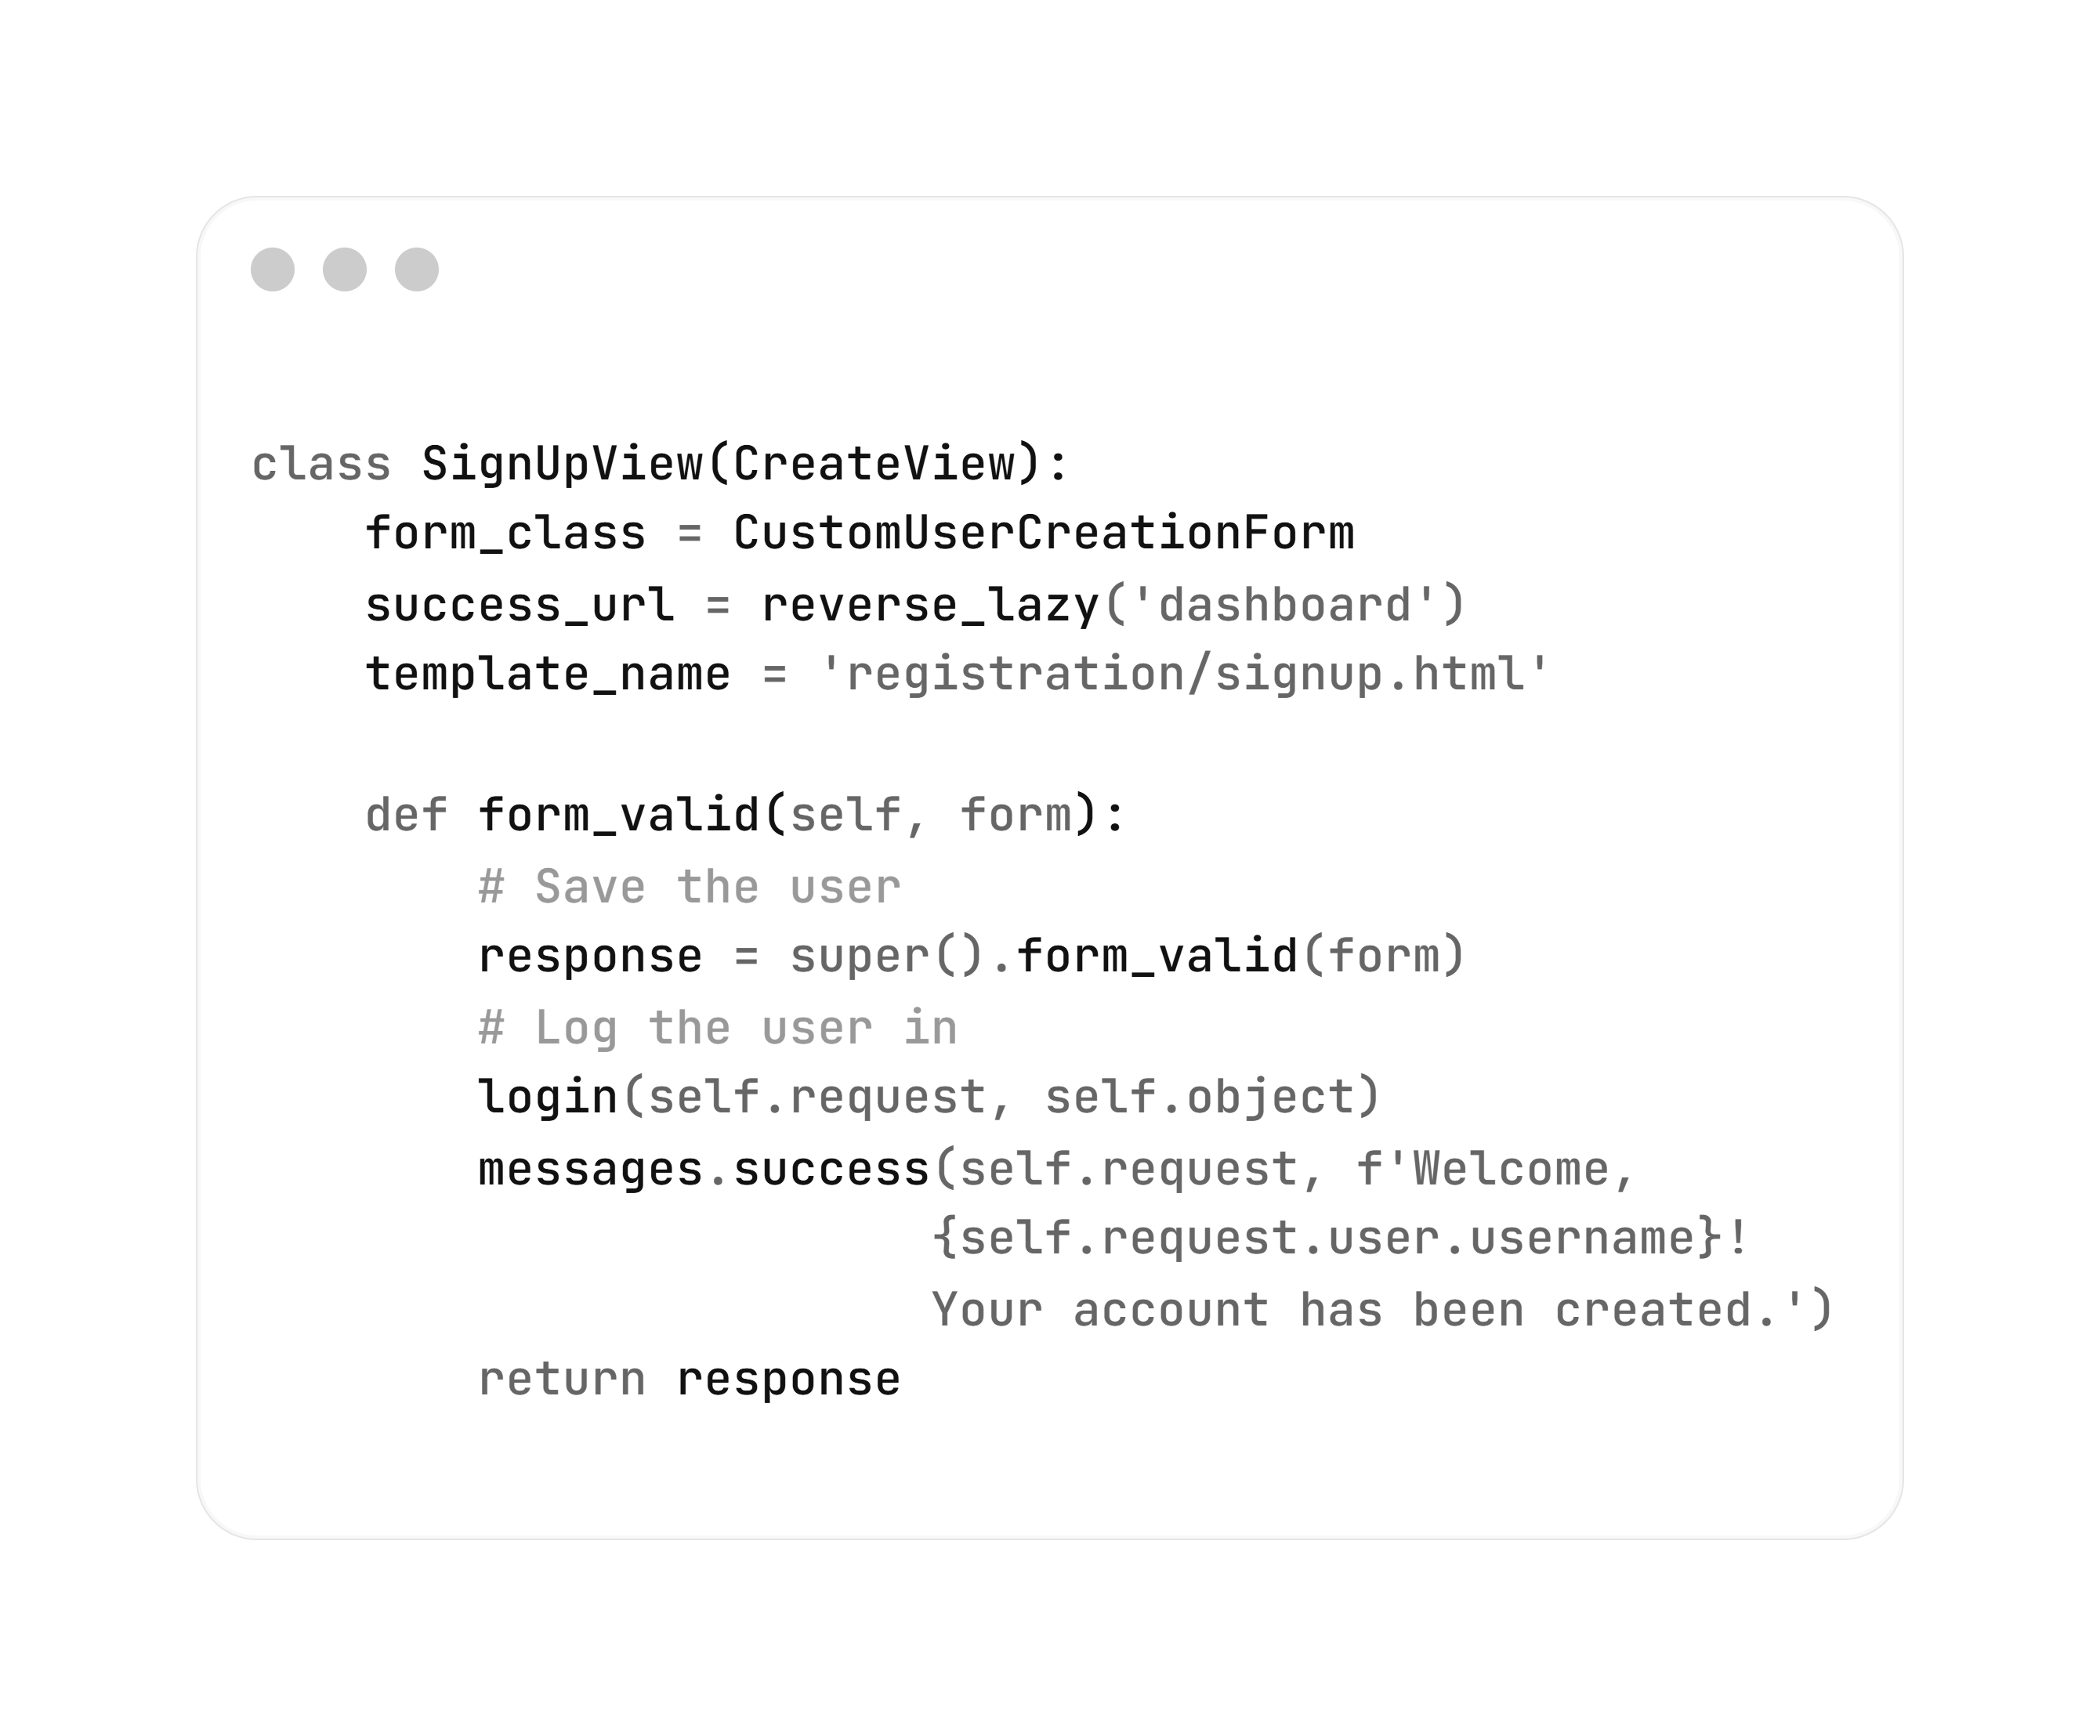 class SignUpView(CreateView):
    form_class = CustomUserCreationForm
    success_url = reverse_lazy('dashboard')
    template_name = 'registration/signup.html'

    def form_valid(self, form):
        # Save the user
        response = super().form_valid(form)
        # Log the user in
        login(self.request, self.object)
        messages.success(self.request, f'Welcome,
                        {self.request.user.username}!
                        Your account has been created.')
        return response